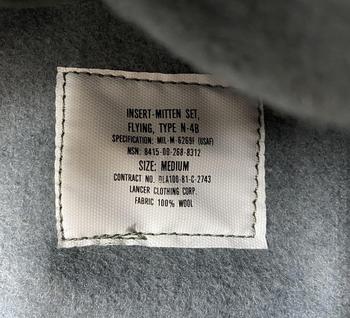 INSERT-MITTEN SET,
FLYING, TYPE N-4B
SPECIFICATION: MIL-M-6269F (USAF)
NSN: 8415-00-268-8312
SIZE: MEDIUM
CONTRACT NO. DLA100-81-C-2743
LANCER CLOTHING CORP.
FABRIC 100% WOOL